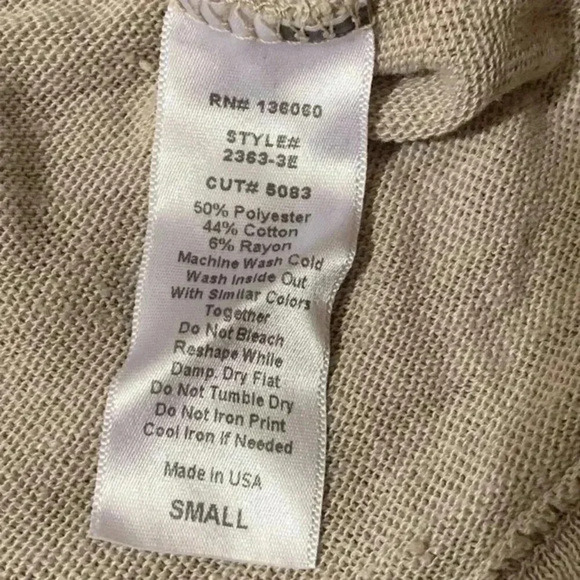 RN# 136060
STYLE#
2363-3E
CUT# 5083
50% Polyester
44% Cotton
6% Rayon
Machine Wash Cold
Wash Inside Out
With Similar Colors
Together
Do Not Bleach
Reshape While
Damp. Dry Flat
Do Not Tumble Dry
Do Not Iron Print
Cool Iron If Needed
Made in USA
SMALL